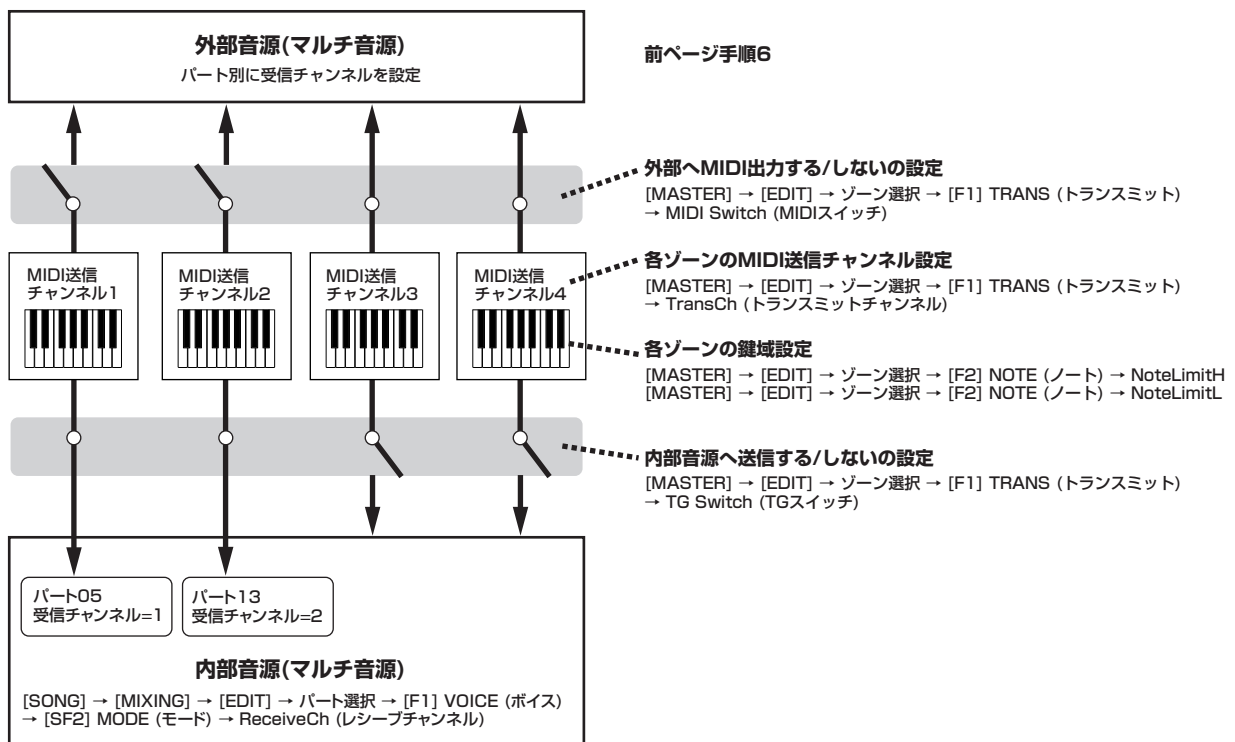 外部音源(マルチ音源)
パート別に受信チャンネルを設定
前ページ手順6
外部へMIDI出力する/しないの設定
[MASTER] → [EDIT] → ゾーン選択 → [F1] TRANS (トランスミット)
→ MIDI Switch (MIDIスイッチ)
MIDI送信
チャンネル1
MIDI送信
チャンネル2
MIDI送信
チャンネル3
MIDI送信
チャンネル4
各ゾーンのMIDI送信チャンネル設定
[MASTER] → [EDIT] → ゾーン選択 → [F1] TRANS (トランスミット)
→ TransCh (トランスミットチャンネル)
各ゾーンの鍵域設定
[MASTER] → [EDIT] → ゾーン選択 → [F2] NOTE (ノート) → NoteLimitH
[MASTER] → [EDIT] → ゾーン選択 → [F2] NOTE (ノート) → NoteLimitL
内部音源へ送信する/しないの設定
[MASTER] → [EDIT] → ゾーン選択 → [F1] TRANS (トランスミット)
→ TG Switch (TGスイッチ)
パート05
受信チャンネル=1
パート13
受信チャンネル=2
内部音源(マルチ音源)
[SONG] → [MIXING] → [EDIT] → パート選択 → [F1] VOICE (ボイス)
→ [SF2] MODE (モード) → ReceiveCh (レシーブチャンネル)